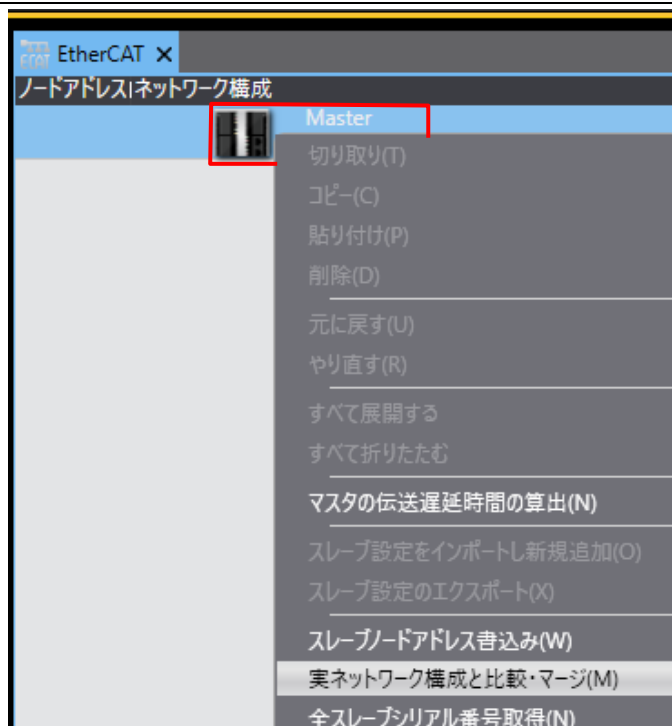 EtherCAT
ノードアドレス|ネットワーク構成
Master
切り取り(T)
コピー(C)
貼り付け(P)
削除(D)
元に戻す(U)
やり直す(R)
すべて展開する
すべて折りたたむ
マスタの伝送遅延時間の算出(N)
スレーブ設定をインポートし新規追加(O)
スレーブ設定のエクスポート(X)
スレーブノードアドレス書込み(W)
実ネットワーク構成と比較・マージ(M)
全スレーブシリアル番号取得(N)